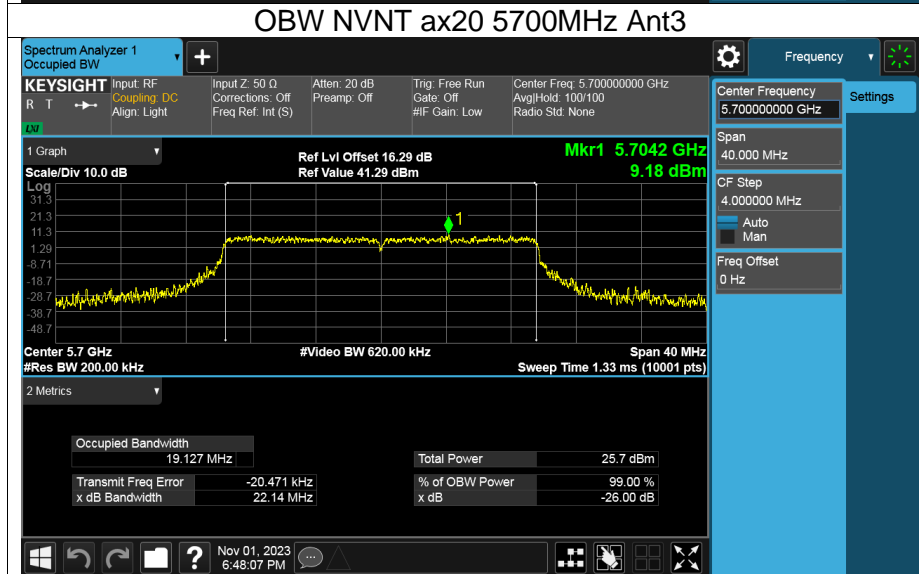 OBW NVNT ax20 5700MHz Ant3
Spectrum Analyzer 1
Occupied BW
+
Frequency
KEYSIGHT
R T
LXI
Input: RF
Coupling: DC
Align: Light
Input Z: 50 Ω
Corrections: Off
Freq Ref: Int (S)
Atten: 20 dB
Preamp: Off
Trig: Free Run
Gate: Off
#IF Gain: Low
Center Freq: 5.700000000 GHz
Avg|Hold: 100/100
Radio Std: None
Center Frequency
5.700000000 GHz
Settings
Span
40.000 MHz
CF Step
4.000000 MHz
Auto
Man
Freq Offset
0 Hz
1 Graph
Ref Lvl Offset 16.29 dB
Mkr1 5.7042 GHz
Scale/Div 10.0 dB
Ref Value 41.29 dBm
9.18 dBm
Log
31.3
21.3
11.3
1.29
-8.71
-18.7
-28.7
-38.7
-48.7
1
Center 5.7 GHz
#Video BW 620.00 kHz
Span 40 MHz
#Res BW 200.00 kHz
Sweep Time 1.33 ms (10001 pts)
2 Metrics
Occupied Bandwidth
19.127 MHz
Total Power 25.7 dBm
Transmit Freq Error -20.471 kHz
% of OBW Power 99.00 %
x dB Bandwidth 22.14 MHz
x dB -26.00 dB
?
Nov 01, 2023
6:48:07 PM